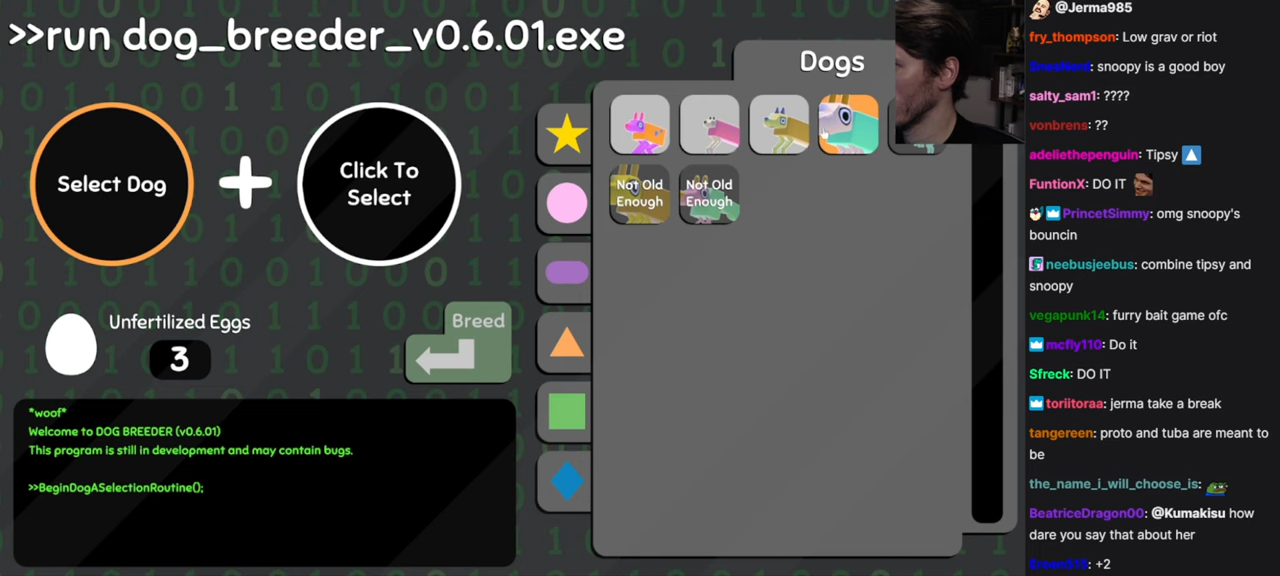 >>run dog_breeder_v0.6.01.exe
Select Dog
Click To
Select
Unfertilized Eggs
3
Breed
*woof*
Welcome to DOG BREEDER (v0.6.01)
This program is still in development and may contain bugs.
>>BeginDogASelectionRoutine();
Dogs
Not Old
Enough
Not Old
Enough
@Jerma985
fry_thompson: Low grav or riot
snoopy is a good boy
salty_sam1: ????
vonbrens: ??
adeliethepenguin: Tipsy
FuntionX: DO IT
PrincetSimmy: omg snoopy's
bouncin
neebusjeebus: combine tipsy and
snoopy
vegapunk14: furry bait game ofc
mcfly110: Do it
Sfreck: DO IT
toriitoraa: jerma take a break
tangereen: proto and tuba are meant to
be
the_name_i_will_choose_is:
BeatriceDragon00: @Kumakisu how
dare you say that about her
+2